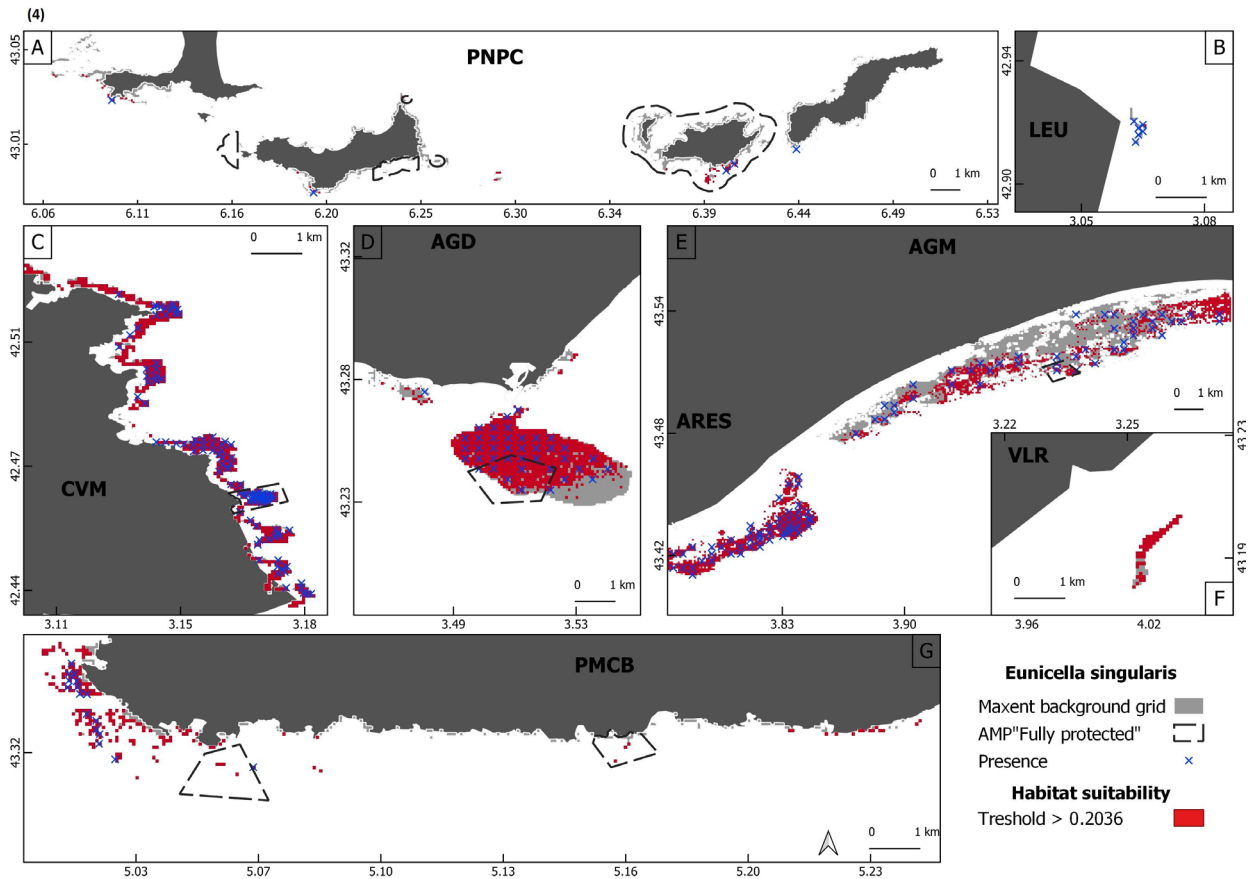 (4)
A
PNPC
43.05
43.01
0 1 km
6.06 6.11 6.16 6.20 6.25 6.30 6.34 6.39 6.44 6.49 6.53
B
LEU
42.94
42.90
0 1 km
3.05 3.08
C
0 1 km
CVM
42.51
42.47
42.44
3.11 3.15 3.18
D
AGD
43.32
43.28
43.23
0 1 km
3.49 3.53
E
AGM
ARES
43.54
43.48
43.42
1 km
3.83 3.90 3.96 4.02
3.22 3.25
VLR
43.23
43.19
0 1 km
F
G
PMCB
43.32
0 1 km
5.03 5.07 5.10 5.13 5.16 5.20 5.23
Eunicella singularis
Maxent background grid
AMP"Fully protected"
Presence
Habitat suitability
Treshold > 0.2036